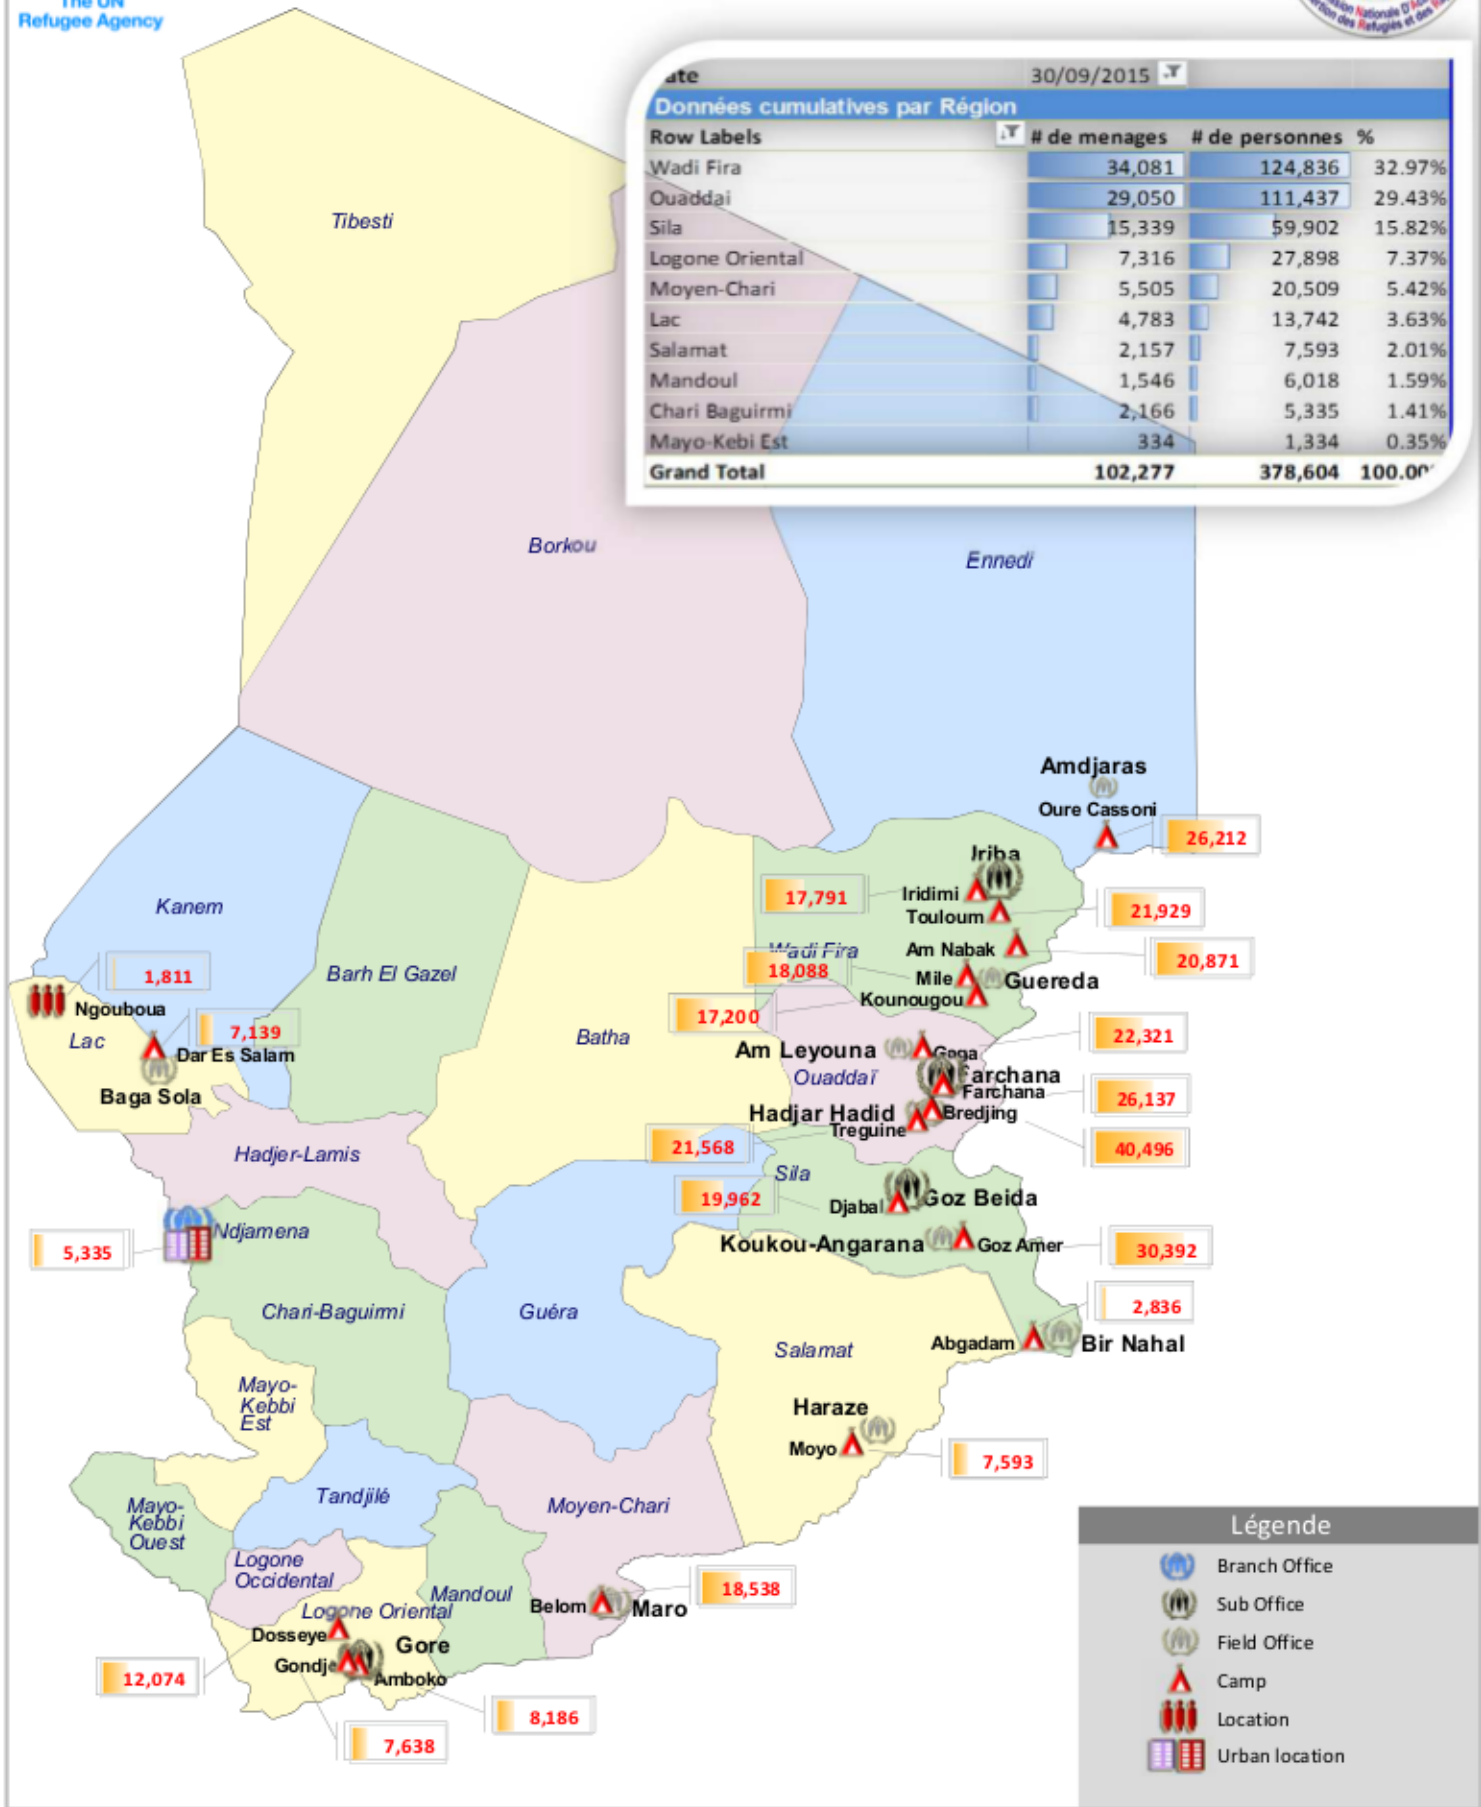 The UN
Refugee Agency
30/09/2015
Données cumulatives par Région
Row Labels # de menages # de personnes %
Wadi Fira 34,081 124,836 32.97%
Ouaddai 29,050 111,437 29.43%
Sila 15,339 59,902 15.82%
Logone Oriental 7,316 27,898 7.37%
Moyen-Chari 5,505 20,509 5.42%
Lac 4,783 13,742 3.63%
Salamat 2,157 7,593 2.01%
Mandoul 1,546 6,018 1.59%
Chari Baguirmi 2,166 5,335 1.41%
Mayo-Kebi Est 334 1,334 0.35%
Grand Total 102,277 378,604 100.00
Tibesti
Borkou
Ennedi
Amdjaras
Oure Cassoni
26,212
Iriba
Iridimi
17,791
Touloum
21,929
Kanem
Wadi Fira
Am Nabak
20,871
Barh El Gazel
1,811
18,088
Mile
Guereda
Kounougou
17,200
Ngouboua
Lac
7,139
Dar Es Salam
Baga Sola
Batha
22,321
Am Leyouna
Goga
Ouaddaï
Farchana
Farchana
26,137
Hadjar Hadid
Bredjing
Treguine
21,568
40,496
Hadjer-Lamis
Sila
19,962
Djabal
Goz Beida
Ndjamena
5,335
Koukou-Angarana
Goz Amer
30,392
Chari-Baguirmi
Guéra
2,836
Salamat
Abgadam
Bir Nahal
Mayo-
Kebbi
Est
Haraze
Moyo
7,593
Tandjilé
Moyen-Chari
Mayo-
Kebbi
Ouest
Logone
Occidental
Mandoul
Logone Oriental
18,538
Belom
Maro
Dosseye
Gore
Gondje
Amboko
12,074
8,186
7,638
Légende
Branch Office
Sub Office
Field Office
Camp
Location
Urban location